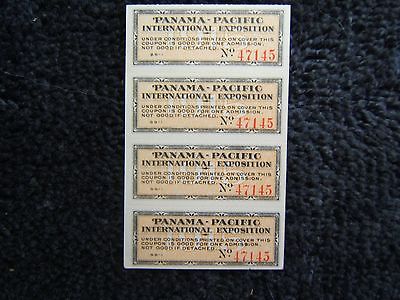 PANAMA-PACIFIC
INTERNATIONAL EXPOSITION
UNDER CONDITIONS PRINTED ON COVER THIS
COUPON IS GOOD FOR ONE ADMISSION.
NOT GOOD IF DETACHED. No 47145
PANAMA-PACIFIC
INTERNATIONAL EXPOSITION
UNDER CONDITIONS PRINTED ON COVER THIS
COUPON IS GOOD FOR ONE ADMISSION.
NOT GOOD IF DETACHED. No 47145
PANAMA-PACIFIC
INTERNATIONAL EXPOSITION
UNDER CONDITIONS PRINTED ON COVER THIS
COUPON IS GOOD FOR ONE ADMISSION.
NOT GOOD IF DETACHED. No 47145
PANAMA-PACIFIC
INTERNATIONAL EXPOSITION
UNDER CONDITIONS PRINTED ON COVER THIS
COUPON IS GOOD FOR ONE ADMISSION.
NOT GOOD IF DETACHED. No 47145